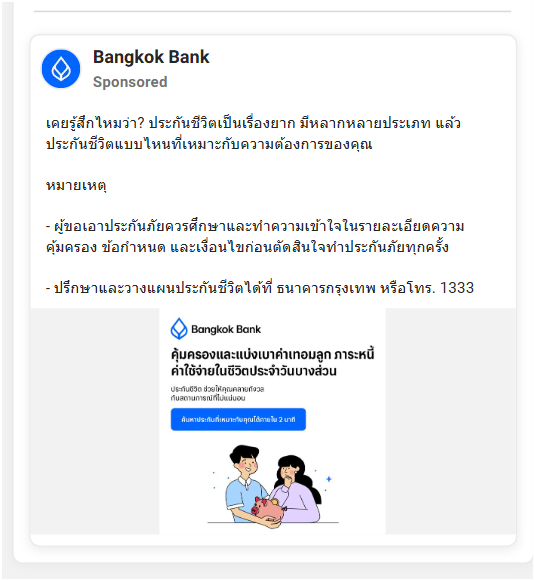 Bangkok Bank
Sponsored
เคยรู้สึกไหมว่า? ประกันชีวิตเป็นเรื่องยาก มีหลากหลายประเภท แล้ว
ประกันชีวิตแบบไหนที่เหมาะกับความต้องการของคุณ
หมายเหตุ
- ผู้ขอเอาประกันภัยควรศึกษาและทำความเข้าใจในรายละเอียดความ
คุ้มครอง ข้อกำหนด และเงื่อนไขก่อนตัดสินใจทำประกันภัยทุกครั้ง
- ปรึกษาและวางแผนประกันชีวิตได้ที่ ธนาคารกรุงเทพ หรือโทร. 1333
Bangkok Bank
คุ้มครองและแบ่งเบาค่าเทอมลูก ภาระหนี้
ค่าใช้จ่ายในชีวิตประจำวันบางส่วน
ประกันชีวิต ช่วยให้คุณคลายกังวล
กับสถานการณ์ที่ไม่แน่นอน
ค้นหาประกันที่เหมาะกับคุณได้ภายใน 2 นาที